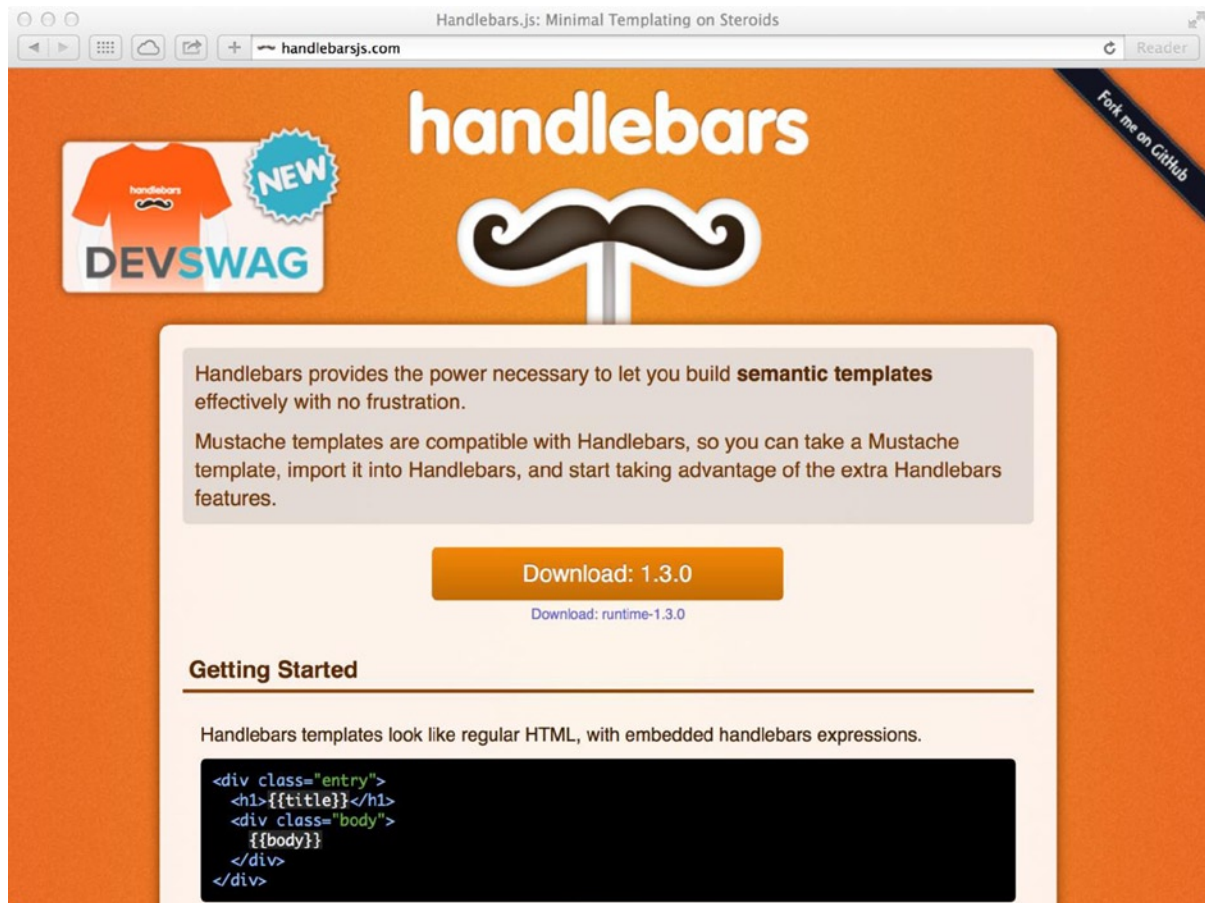 Handlebars.js: Minimal Templating on Steroids
handlebarsjs.com
Reader
handlebars
Fork me on GitHub
handlebars
NEW
DEVSWAG
Handlebars provides the power necessary to let you build semantic templates
effectively with no frustration.
Mustache templates are compatible with Handlebars, so you can take a Mustache
template, import it into Handlebars, and start taking advantage of the extra Handlebars
features.
Download: 1.3.0
Download: runtime-1.3.0
Getting Started
Handlebars templates look like regular HTML, with embedded handlebars expressions.
<div class="entry">
<h1>{{title}}</h1>
<div class="body">
{{body}}
</div>
</div>